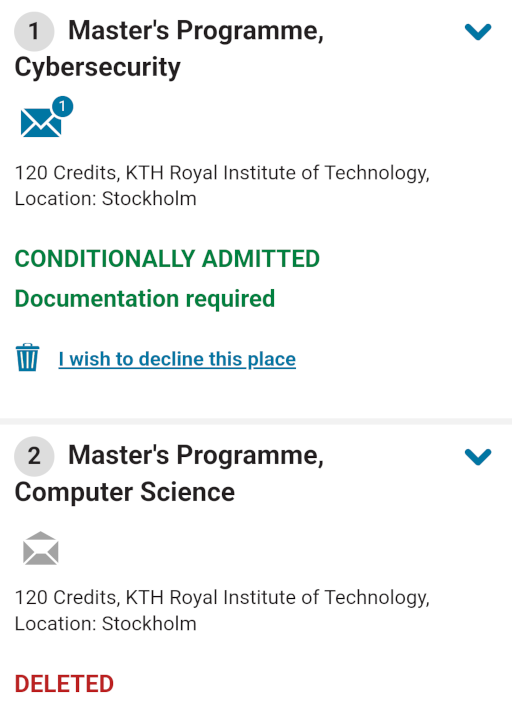 1 Master's Programme,
Cybersecurity
1
120 Credits, KTH Royal Institute of Technology,
Location: Stockholm
CONDITIONALLY ADMITTED
Documentation required
I wish to decline this place
2 Master's Programme,
Computer Science
120 Credits, KTH Royal Institute of Technology,
Location: Stockholm
DELETED